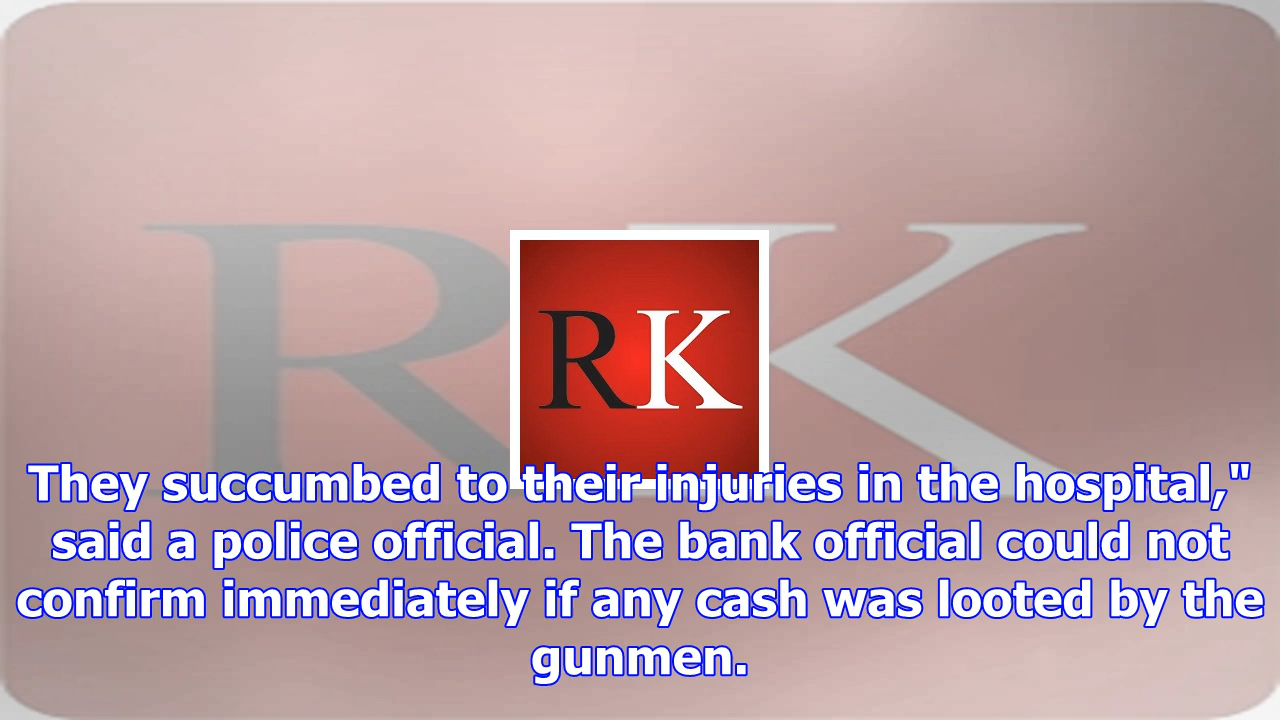 RK
RK
They succumbed to their injuries in the hospital,"
said a police official. The bank official could not
confirm immediately if any cash was looted by the
gunmen.